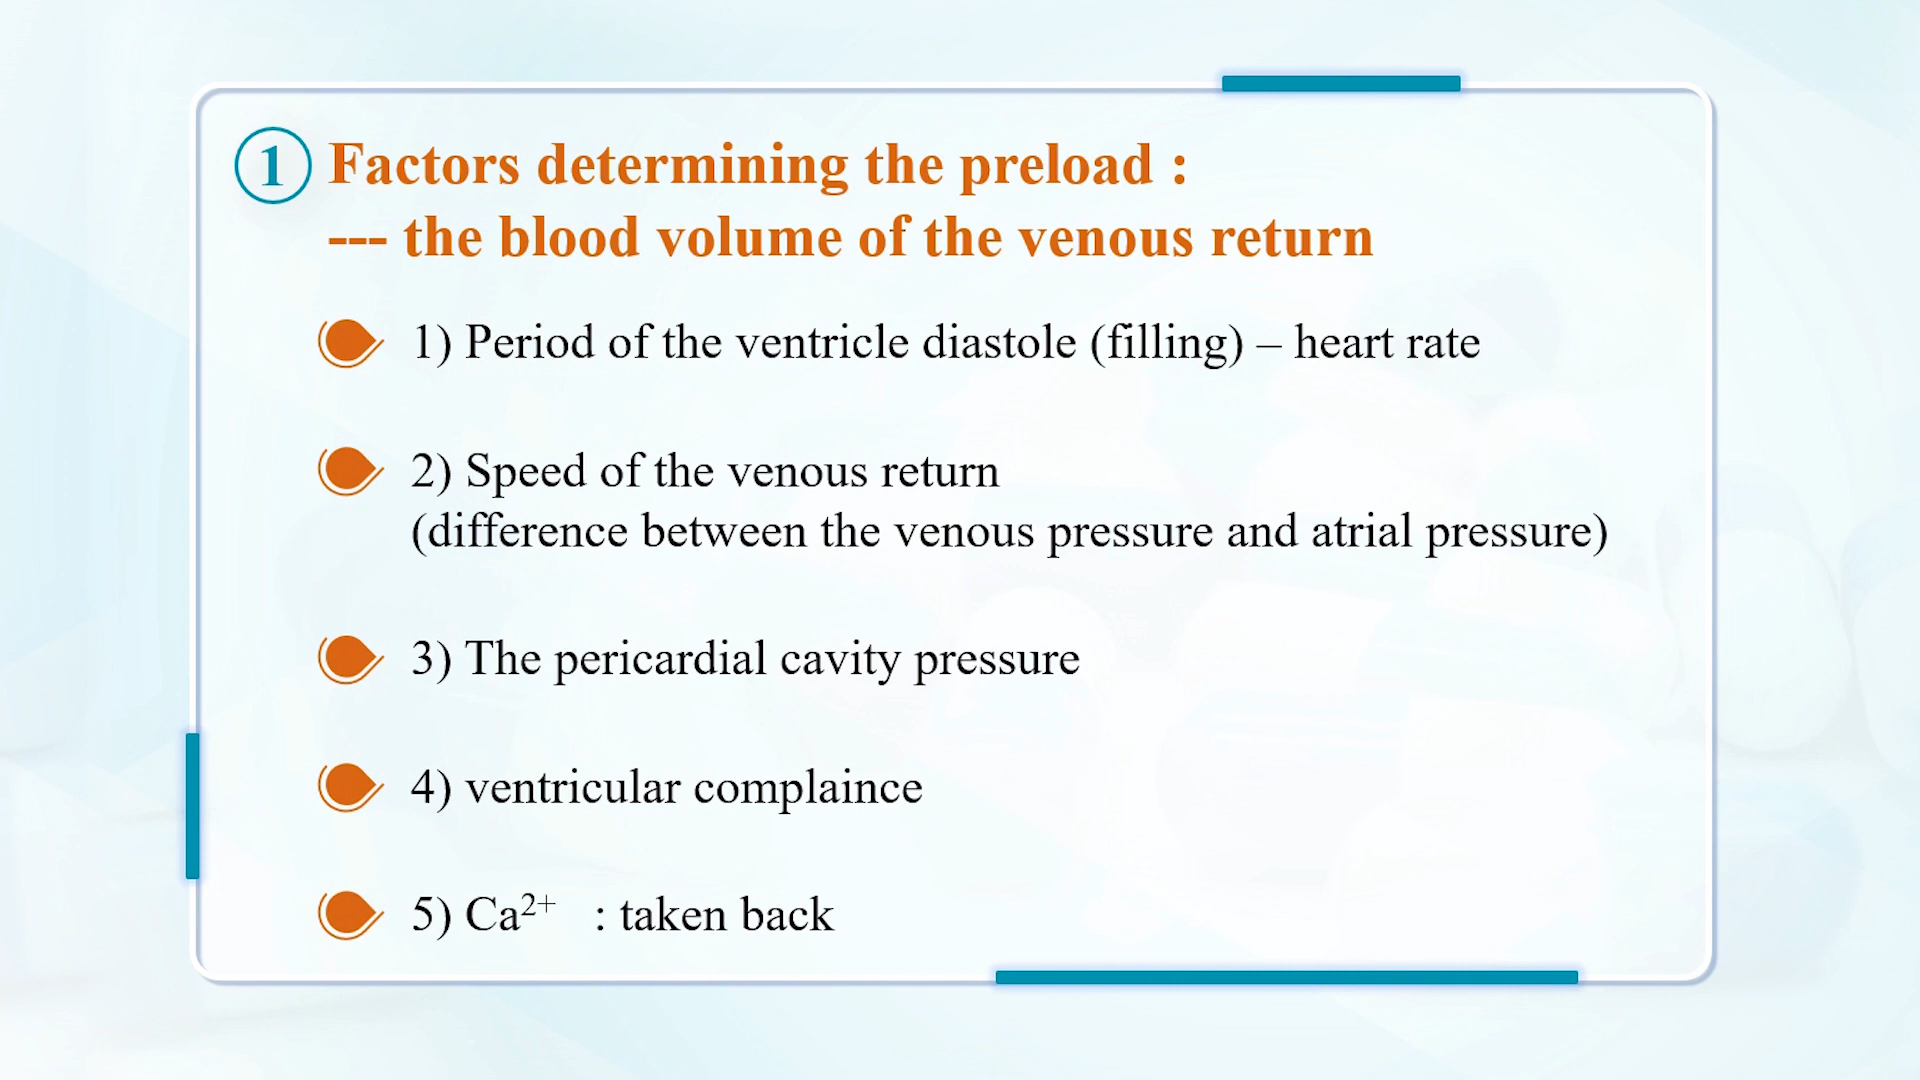 1 Factors determining the preload :
--- the blood volume of the venous return
1) Period of the ventricle diastole (filling) – heart rate
2) Speed of the venous return
(difference between the venous pressure and atrial pressure)
3) The pericardial cavity pressure
4) ventricular complaince
5) Ca²⁺ : taken back